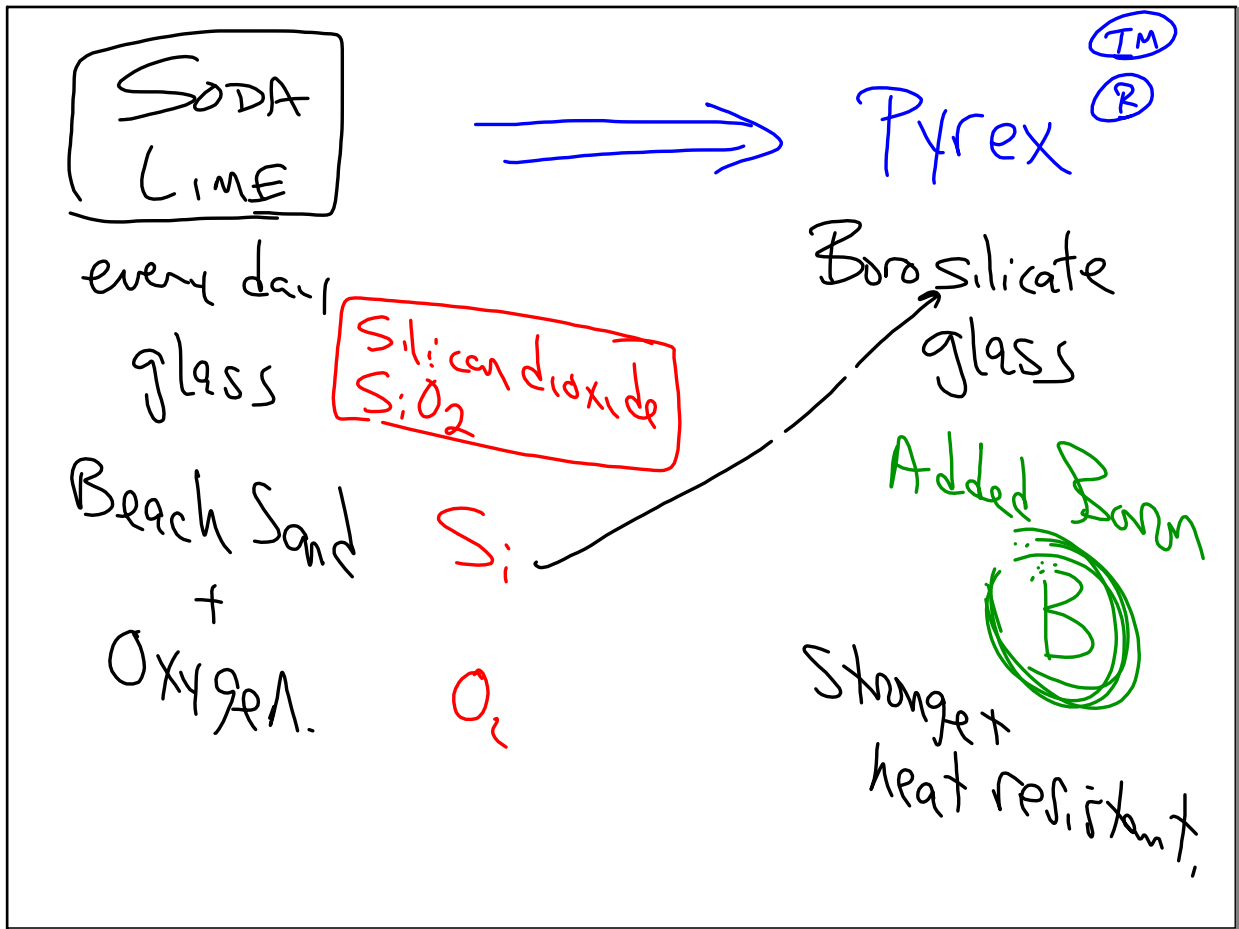 SODA
LIME
every day
glass
Silicon dioxide
SiO2
Beach Sand
+
Oxygen.
Si
O2
TM
R
Pyrex
Borosilicate
glass
Added Boron
B
Stronger
heat resistant.